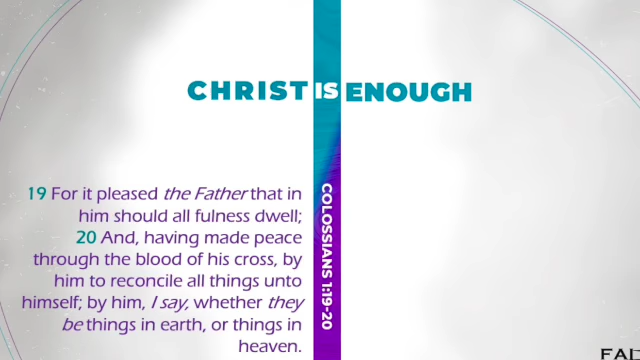 CHRIST IS ENOUGH
19 For it pleased the Father that in
him should all fulness dwell;
20 And, having made peace
through the blood of his cross, by
him to reconcile all things unto
himself; by him, I say, whether they
be things in earth, or things in
heaven.
COLOSSIANS 1:19-20